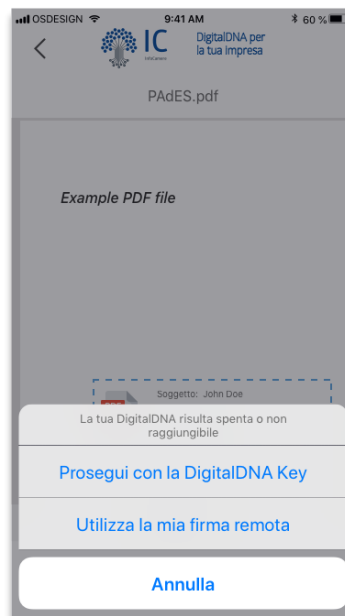 OSDESIGN 9:41 AM 60 %
IC
InfoCamere
DigitalDNA per
la tua impresa
PAdES.pdf
Example PDF file
Soggetto: John Doe
La tua DigitalDNA risulta spenta o non
raggiungibile
Prosegui con la DigitalDNA Key
Utilizza la mia firma remota
Annulla